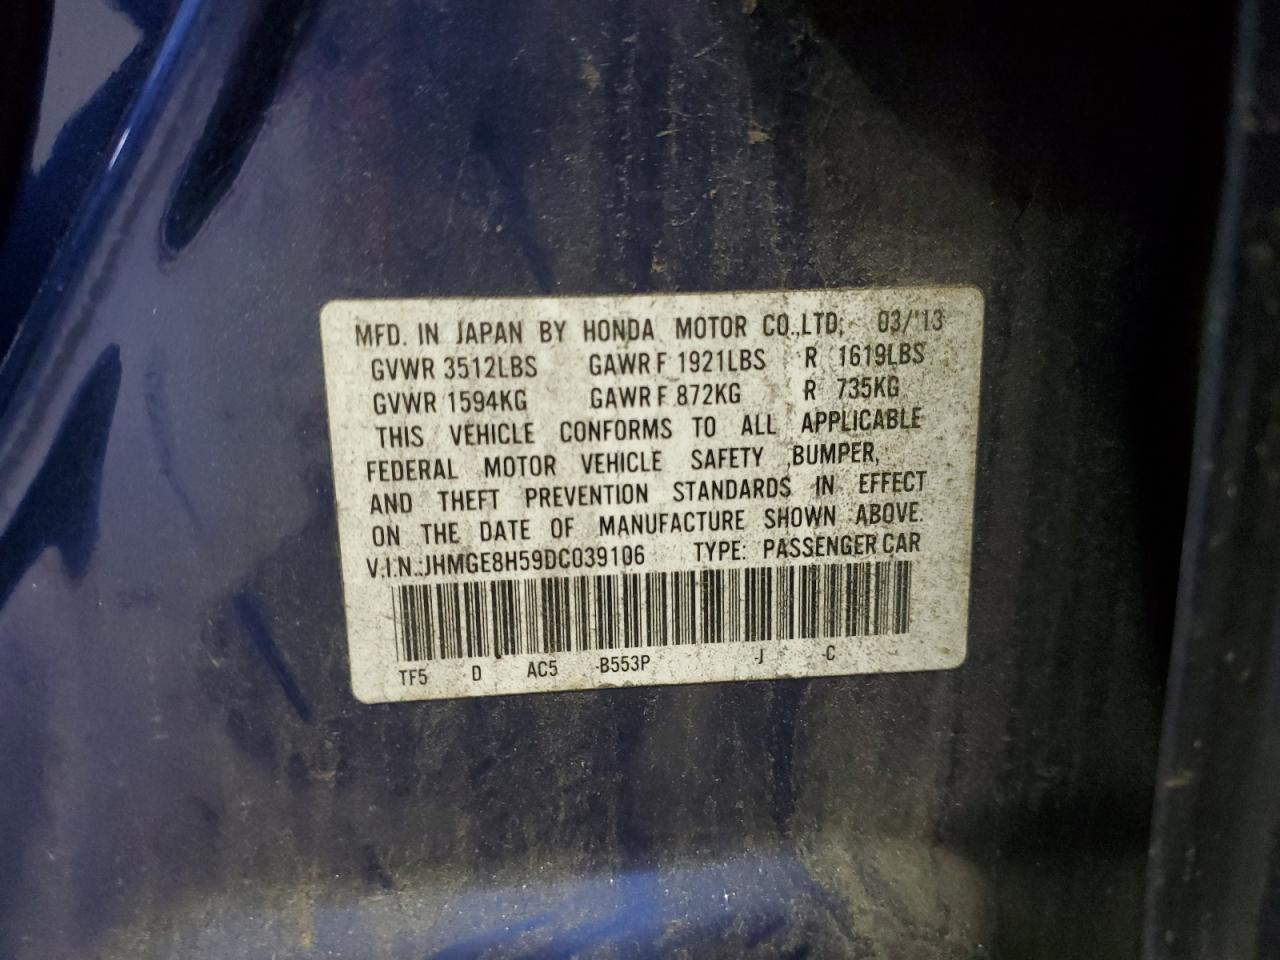 MFD. IN JAPAN BY HONDA MOTOR CO.,LTD, 03/'13
GVWR 3512LBS GAWR F 1921LBS R 1619LBS
GVWR 1594KG GAWR F 872KG R 735KG
THIS VEHICLE CONFORMS TO ALL APPLICABLE
FEDERAL MOTOR VEHICLE SAFETY ,BUMPER,
AND THEFT PREVENTION STANDARDS IN EFFECT
ON THE DATE OF MANUFACTURE SHOWN ABOVE.
V.I.N.:JHMGE8H59DC039106 TYPE: PASSENGER CAR
TF5 D AC5 -B553P -J -C